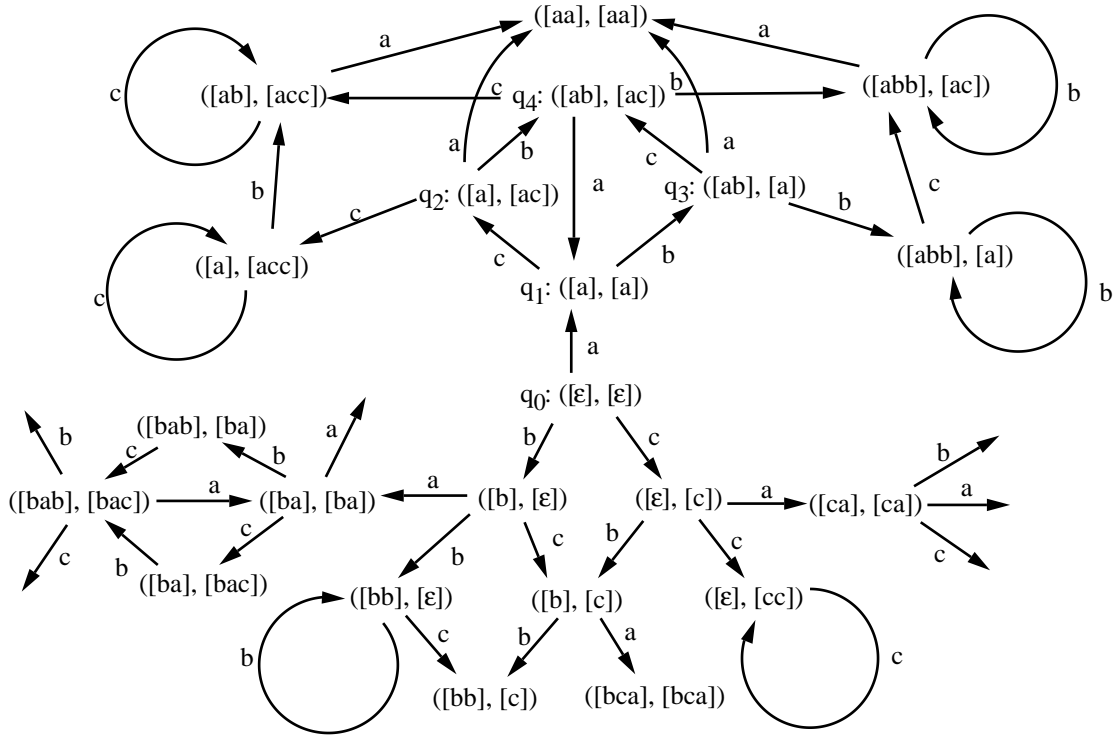 ([aa], [aa])
a
a
c
([ab], [acc])
c
q4: ([ab], [ac])
b
([abb], [ac])
b
a
b
c
a
b
q2: ([a], [ac])
a
q3: ([ab], [a])
b
c
c
([a], [acc])
c
c
q1: ([a], [a])
b
([abb], [a])
b
a
q0: ([ε], [ε])
([bab], [ba])
a
b
c
b
b
c
b
([bab], [bac])
a
([ba], [ba])
a
([b], [ε])
([ε], [c])
a
([ca], [ca])
a
c
b
c
b
c
b
c
c
([ba], [bac])
([bb], [ε])
([b], [c])
([ε], [cc])
b
c
b
a
c
([bb], [c])
([bca], [bca])